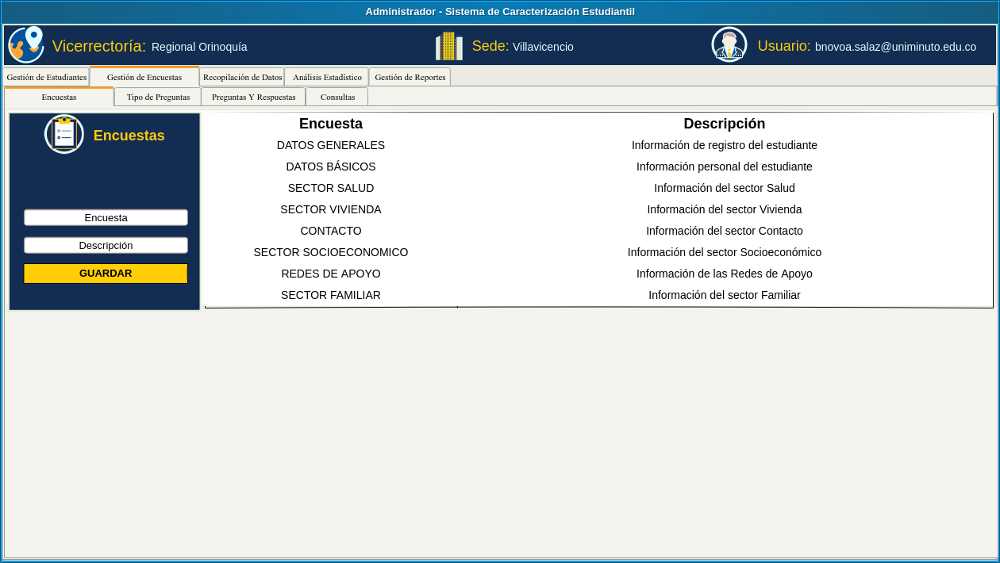 Administrador - Sistema de Caracterización Estudiantil
Vicerrectoría: Regional Orinoquía Sede: Villavicencio Usuario: bnovoa.salaz@uniminuto.edu.co
Gestión de Estudiantes Gestión de Encuestas Recopilación de Datos Análisis Estadístico Gestión de Reportes
Encuestas Tipo de Preguntas Preguntas Y Respuestas Consultas
Encuestas
Encuesta
Descripción
GUARDAR
Encuesta Descripción
DATOS GENERALES Información de registro del estudiante
DATOS BÁSICOS Información personal del estudiante
SECTOR SALUD Información del sector Salud
SECTOR VIVIENDA Información del sector Vivienda
CONTACTO Información del sector Contacto
SECTOR SOCIOECONOMICO Información del sector Socioeconómico
REDES DE APOYO Información de las Redes de Apoyo
SECTOR FAMILIAR Información del sector Familiar